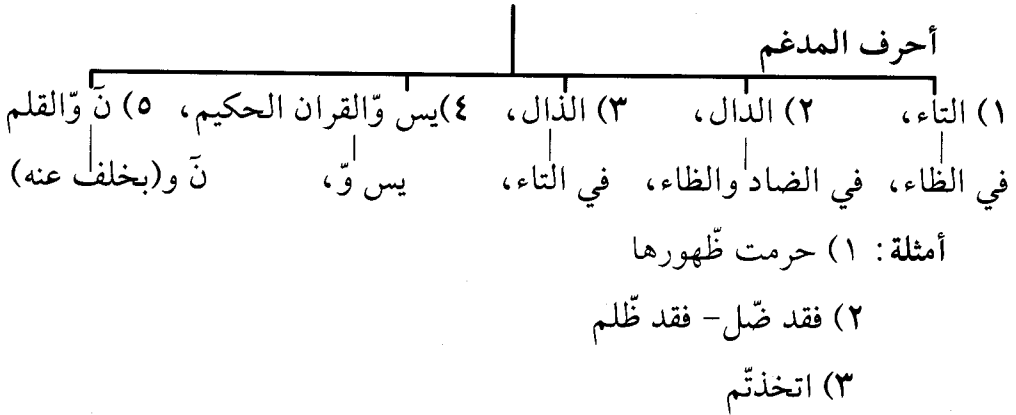 أحرف المدغم
١) التاء، ٢) الدال، ٣) الذال، ٤)يس وّالقران الحكيم، ٥) نٓ وّالقلم
في الظاء، في الضاد والظاء، في التاء، يس وّ، نٓ و(بخلف عنه)
أمثلة: ١) حرمت ظّهورها
٢) فقد ضّل- فقد ظّلم
٣) اتخذتّم